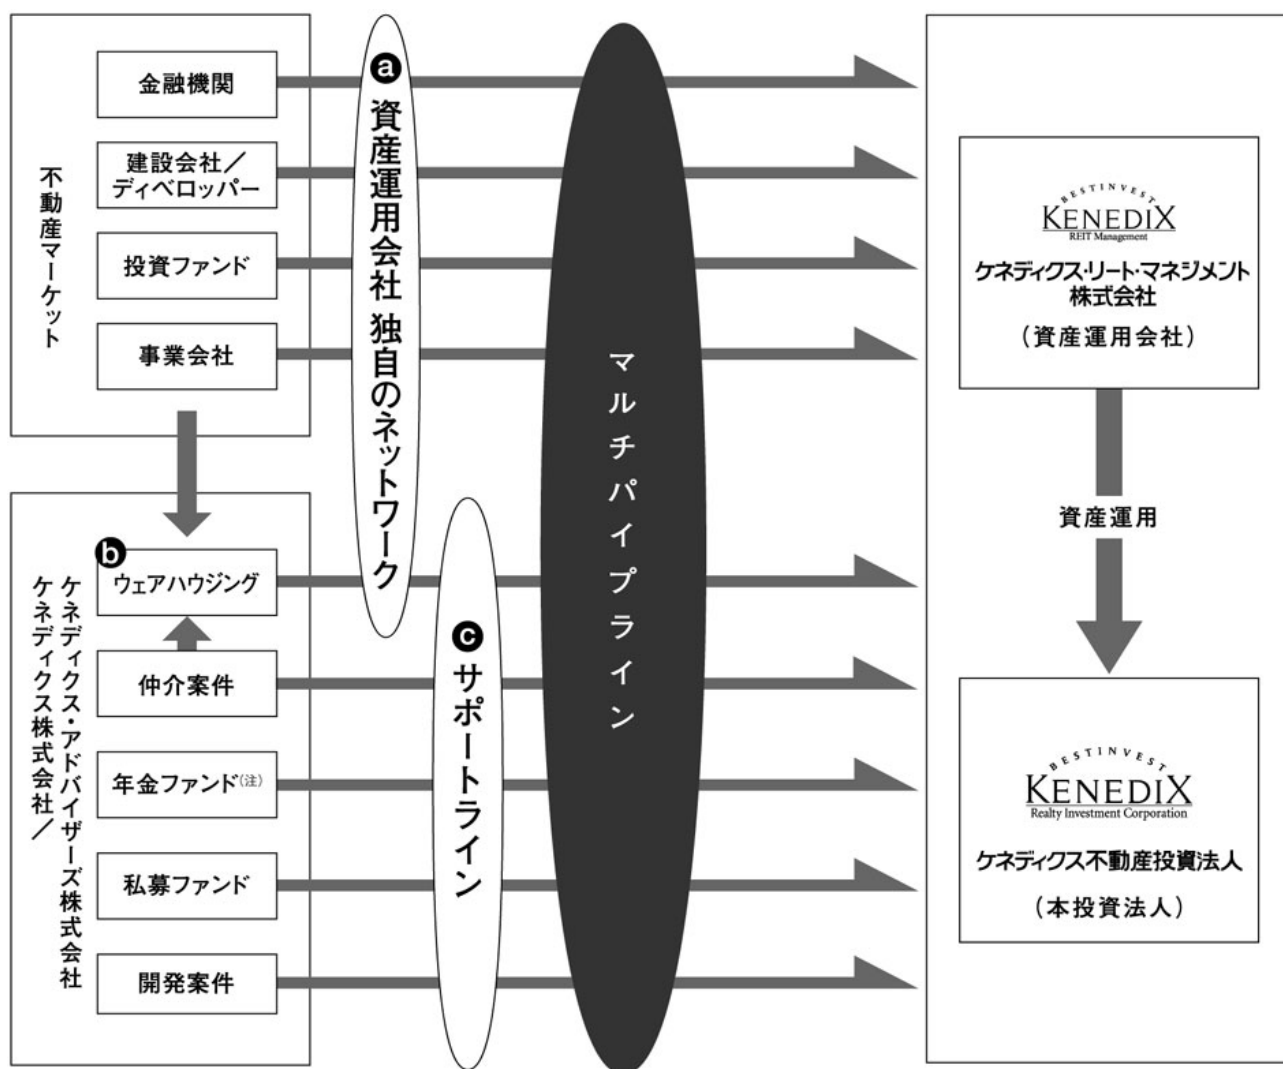 不動産マーケット
金融機関
建設会社／
ディベロッパー
投資ファンド
事業会社
ⓐ 資産運用会社 独自のネットワーク
ケネディクス株式会社／
ケネディクス・アドバイザーズ株式会社
ⓑ
ウェアハウジング
仲介案件
年金ファンド(注)
私募ファンド
開発案件
ⓒ サポートライン
マルチパイプライン
BESTINVEST
KENEDIX
REIT Management
ケネディクス・リート・マネジメント
株式会社
（資産運用会社）
資産運用
BESTINVEST
KENEDIX
Realty Investment Corporation
ケネディクス不動産投資法人
（本投資法人）